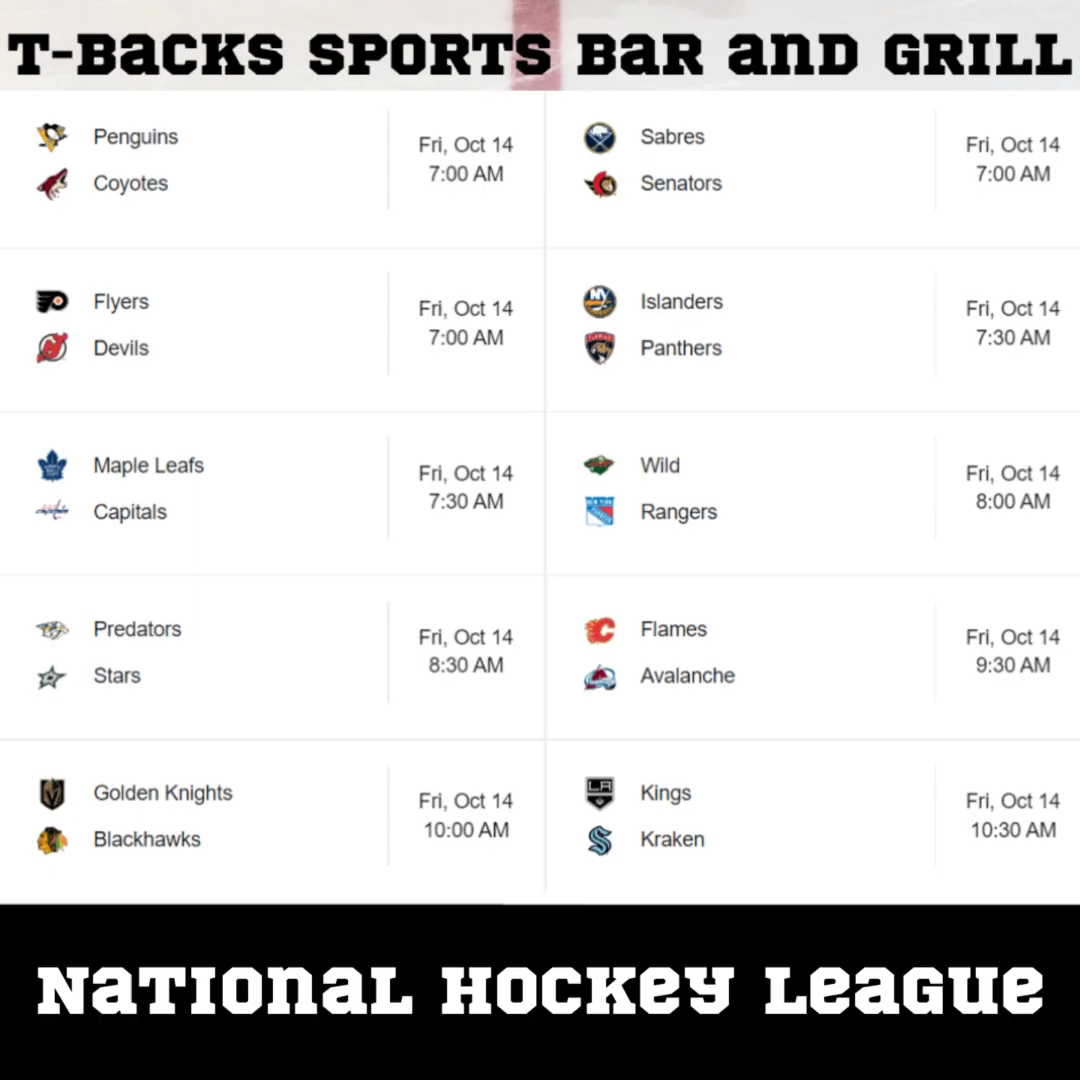 T-BACKS SPORTS BAR AND GRILL
Penguins
Coyotes
Fri, Oct 14
7:00 AM
Sabres
Senators
Fri, Oct 14
7:00 AM
Flyers
Devils
Fri, Oct 14
7:00 AM
Islanders
Panthers
Fri, Oct 14
7:30 AM
Maple Leafs
Capitals
Fri, Oct 14
7:30 AM
Wild
Rangers
Fri, Oct 14
8:00 AM
Predators
Stars
Fri, Oct 14
8:30 AM
Flames
Avalanche
Fri, Oct 14
9:30 AM
Golden Knights
Blackhawks
Fri, Oct 14
10:00 AM
Kings
Kraken
Fri, Oct 14
10:30 AM
NATIONAL HOCKEY LEAGUE